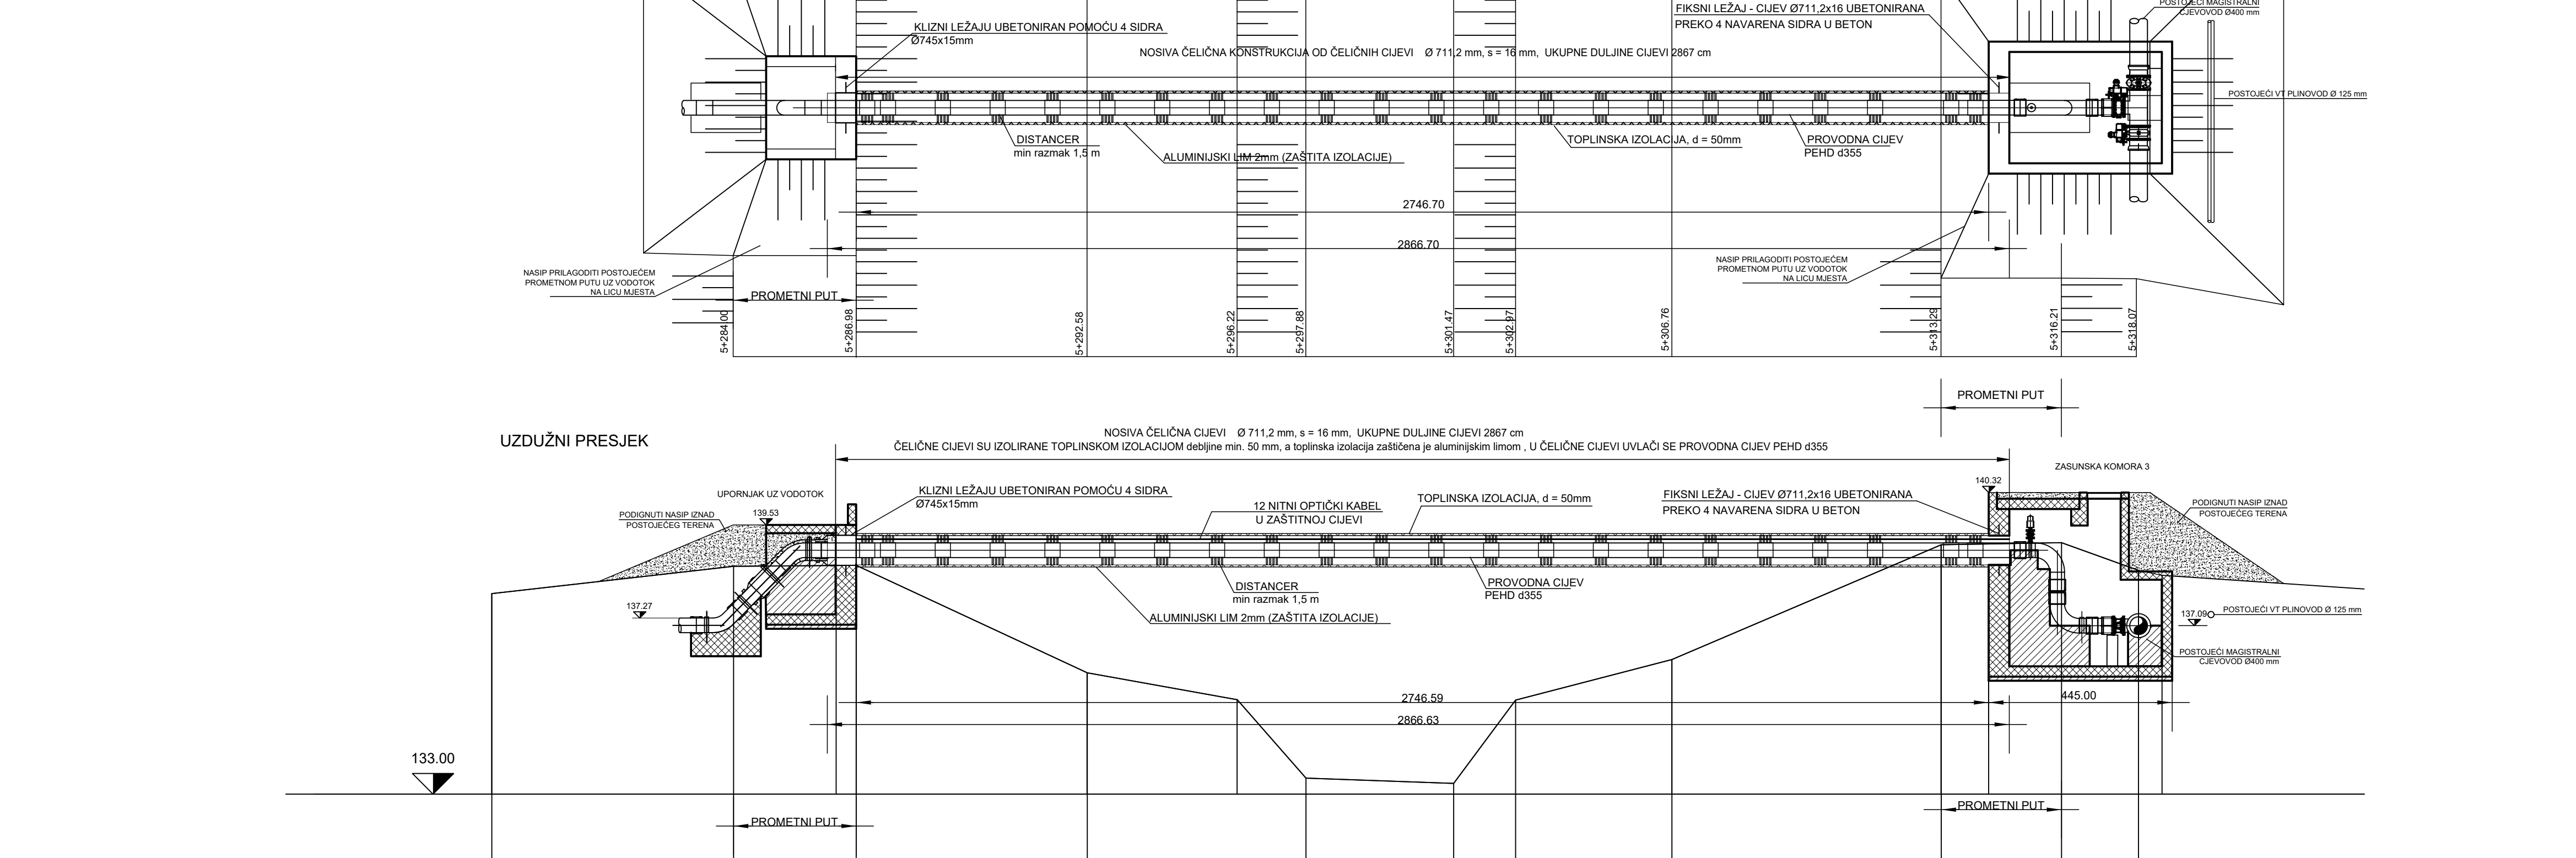 POSTOJEĆI MAGISTRALNI
CJEVOVOD Ø400 mm
FIKSNI LEŽAJ - CIJEV Ø711,2x16 UBETONIRANA
PREKO 4 NAVARENA SIDRA U BETON
KLIZNI LEŽAJU UBETONIRAN POMOĆU 4 SIDRA
Ø745x15mm
NOSIVA ČELIČNA KONSTRUKCIJA OD ČELIČNIH CIJEVI Ø 711,2 mm, s = 16 mm, UKUPNE DULJINE CIJEVI 2867 cm
POSTOJEĆI VT PLINOVOD Ø 125 mm
DISTANCER
min razmak 1,5 m
ALUMINIJSKI LIM 2mm (ZAŠTITA IZOLACIJE)
TOPLINSKA IZOLACIJA, d = 50mm
PROVODNA CIJEV
PEHD d355
2746.70
2866.70
NASIP PRILAGODITI POSTOJEĆEM
PROMETNOM PUTU UZ VODOTOK
NA LICU MJESTA
NASIP PRILAGODITI POSTOJEĆEM
PROMETNOM PUTU UZ VODOTOK
NA LICU MJESTA
PROMETNI PUT
5+284.00
5+286.98
5+292.58
5+296.22
5+297.88
5+301.47
5+302.97
5+306.76
5+313.29
5+316.21
5+318.07
PROMETNI PUT
UZDUŽNI PRESJEK
NOSIVA ČELIČNA CIJEVI Ø 711,2 mm, s = 16 mm, UKUPNE DULJINE CIJEVI 2867 cm
ČELIČNE CIJEVI SU IZOLIRANE TOPLINSKOM IZOLACIJOM debljine min. 50 mm, a toplinska izolacija zaštičena je aluminijskim limom , U ČELIČNE CIJEVI UVLAČI SE PROVODNA CIJEV PEHD d355
ZASUNSKA KOMORA 3
140.32
UPORNJAK UZ VODOTOK
KLIZNI LEŽAJU UBETONIRAN POMOĆU 4 SIDRA
Ø745x15mm
12 NITNI OPTIČKI KABEL
U ZAŠTITNOJ CIJEVI
TOPLINSKA IZOLACIJA, d = 50mm
FIKSNI LEŽAJ - CIJEV Ø711,2x16 UBETONIRANA
PREKO 4 NAVARENA SIDRA U BETON
PODIGNUTI NASIP IZNAD
POSTOJEĆEG TERENA
139.53
PODIGNUTI NASIP IZNAD
POSTOJEĆEG TERENA
DISTANCER
min razmak 1,5 m
PROVODNA CIJEV
PEHD d355
ALUMINIJSKI LIM 2mm (ZAŠTITA IZOLACIJE)
137.27
137.09
POSTOJEĆI VT PLINOVOD Ø 125 mm
POSTOJEĆI MAGISTRALNI
CJEVOVOD Ø400 mm
2746.59
445.00
2866.63
133.00
PROMETNI PUT
PROMETNI PUT